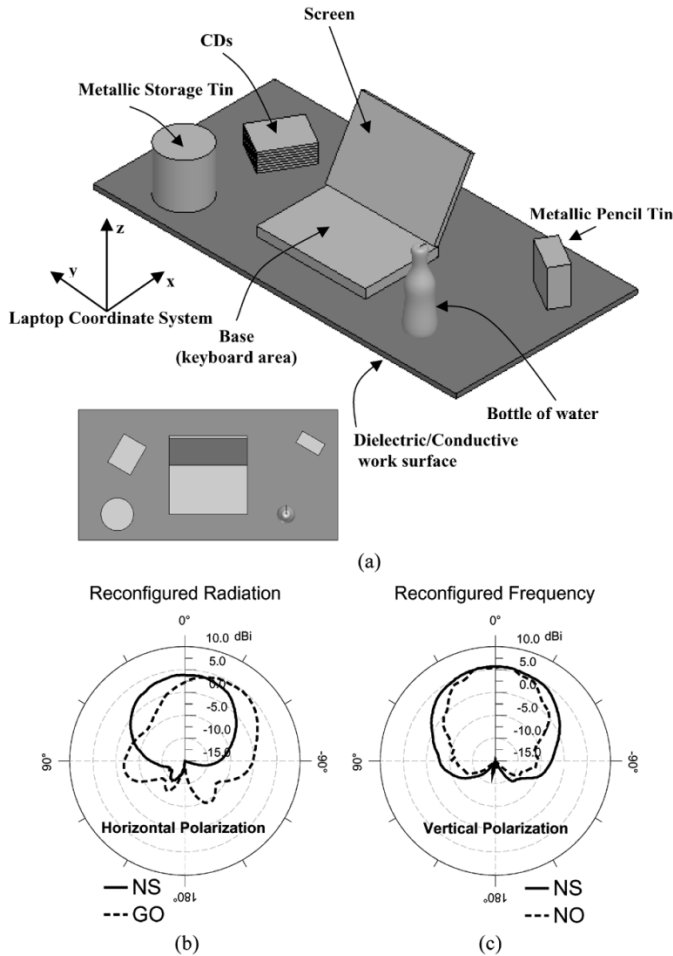 Screen
CDs
Metallic Storage Tin
Metallic Pencil Tin
z
y
x
Laptop Coordinate System
Base
(keyboard area)
Bottle of water
Dielectric/Conductive
work surface
(a)
Reconfigured Radiation
0°
10.0 dBi
5.0
0.0
-5.0
-10.0
-15.0
90°
-90°
Horizontal Polarization
180°
NS
GO
(b)
Reconfigured Frequency
0°
10.0 dBi
5.0
0.0
-5.0
-10.0
-15.0
90°
-90°
Vertical Polarization
180°
NS
NO
(c)